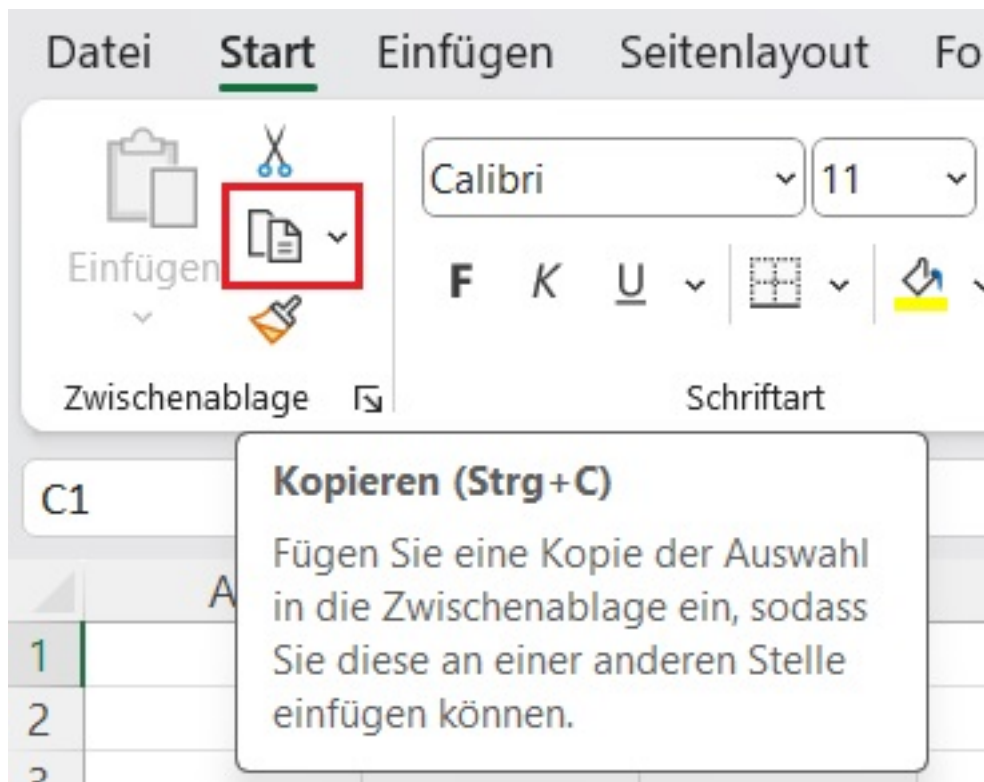 Datei Start Einfügen Seitenlayout Fo
Calibri 11
Einfügen
F K U
Zwischenablage Schriftart
Kopieren (Strg+C)
C1
Fügen Sie eine Kopie der Auswahl
in die Zwischenablage ein, sodass
Sie diese an einer anderen Stelle
einfügen können.
A
1
2
3